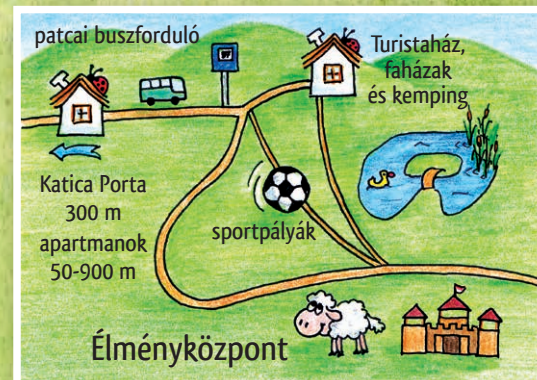 patcai buszforduló
Turistaház,
faházak
és kemping
Katica Porta
300 m
apartmanok
50-900 m
sportpályák
Élményközpont